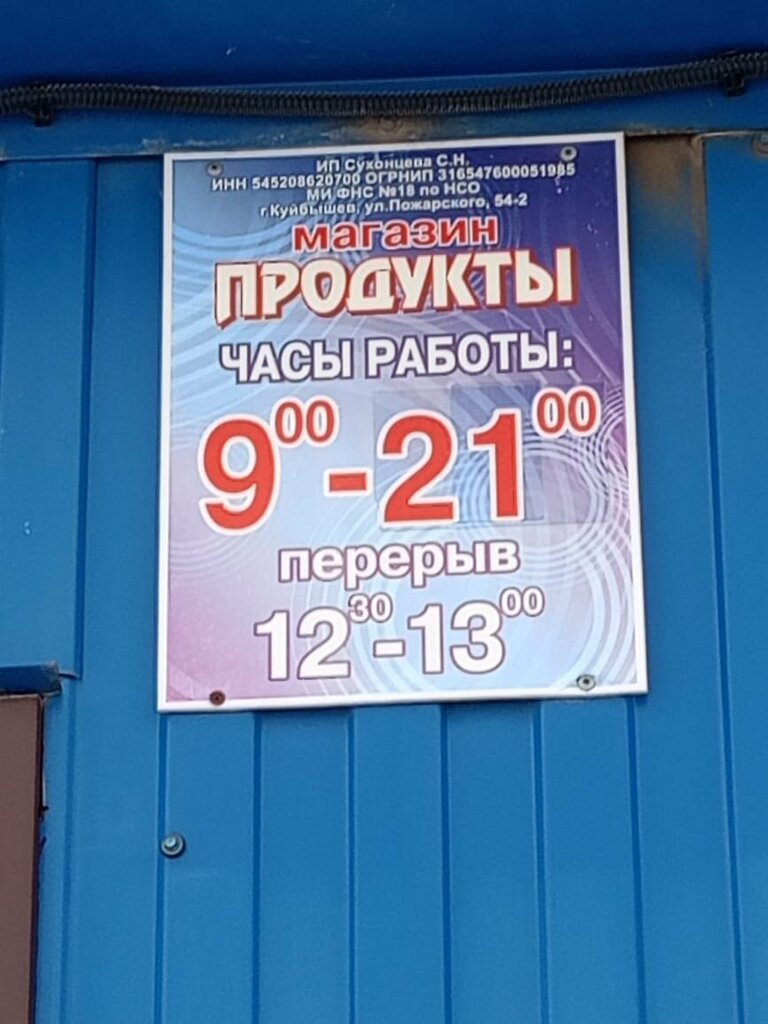 ИП Сухонцева С.Н.
ИНН 545208620700 ОГРНИП 316547600051985
МИ ФНС №18 по НСО
г.Куйбышев, ул.Пожарского, 54-2
магазин
ПРОДУКТЫ
ЧАСЫ РАБОТЫ:
900-2100
перерыв
1230-1300